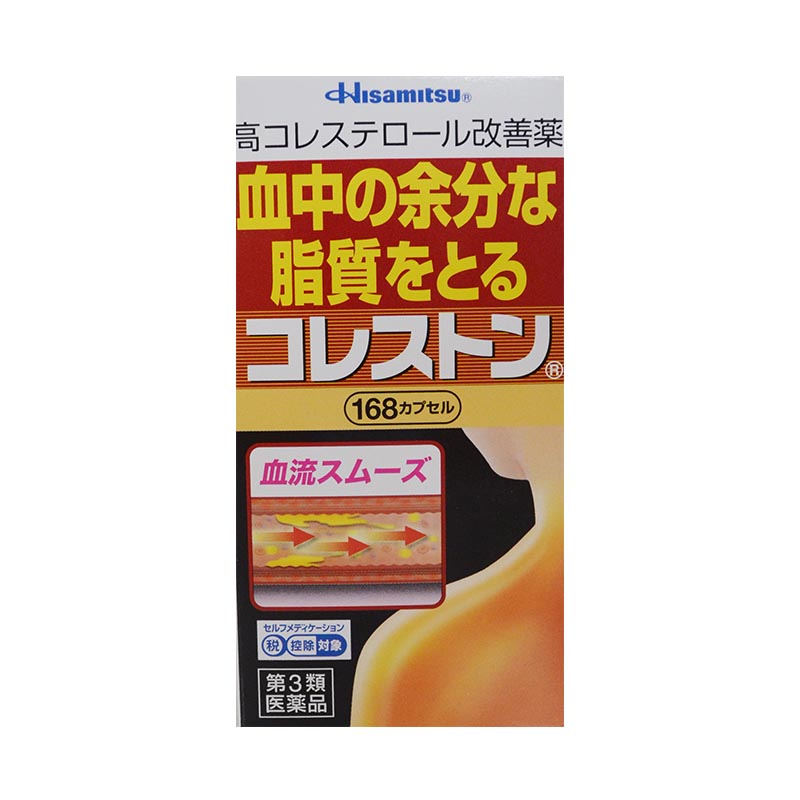 Hisamitsu®
高コレステロール改善薬
血中の余分な
脂質をとる
コレストン®
168カプセル
血流スムーズ
セルフメディケーション
税 控除 対象
第3類
医薬品